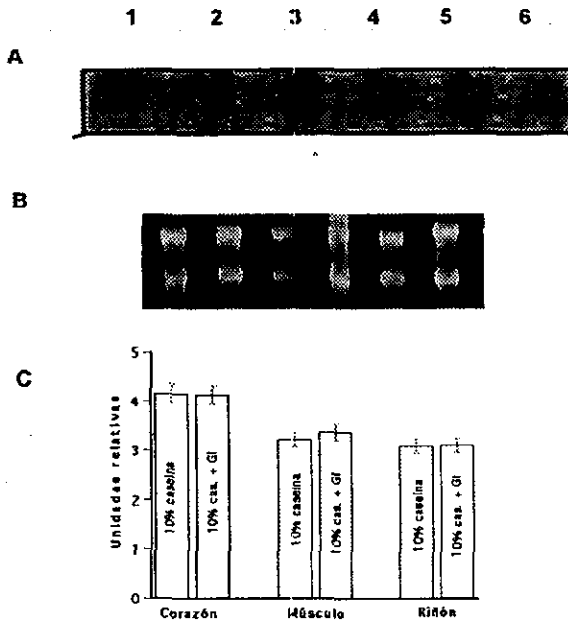 1 2 3 4 5 6
A
B
C
Unidades relativas
5
4
3
2
1
0
10% caseína
10% cas. + Gl
10% caseína
10% cas. + Gl
10% caseína
10% cas. + Gl
Corazón Músculo Riñón